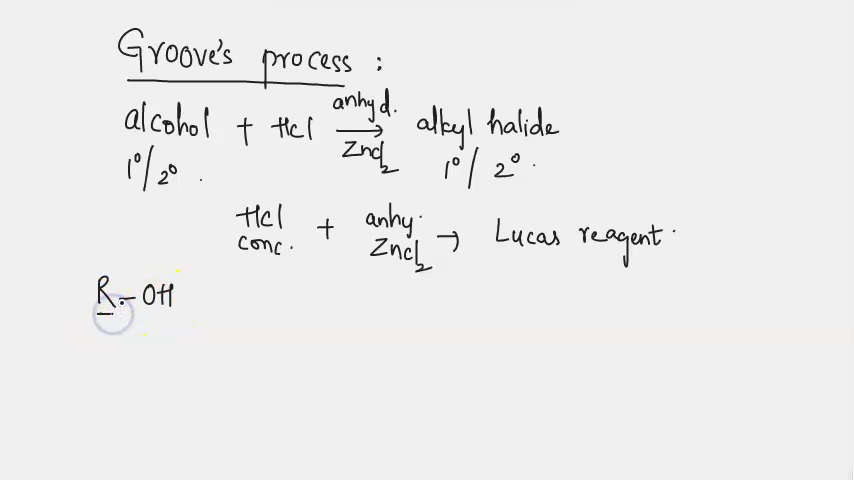 Groove's process :
alcohol + HCl anhyd. ZnCl2 → alkyl halide
1°/2° . 1°/2° .
HCl conc. + anhy. ZnCl2 → Lucas reagent.
R - OH